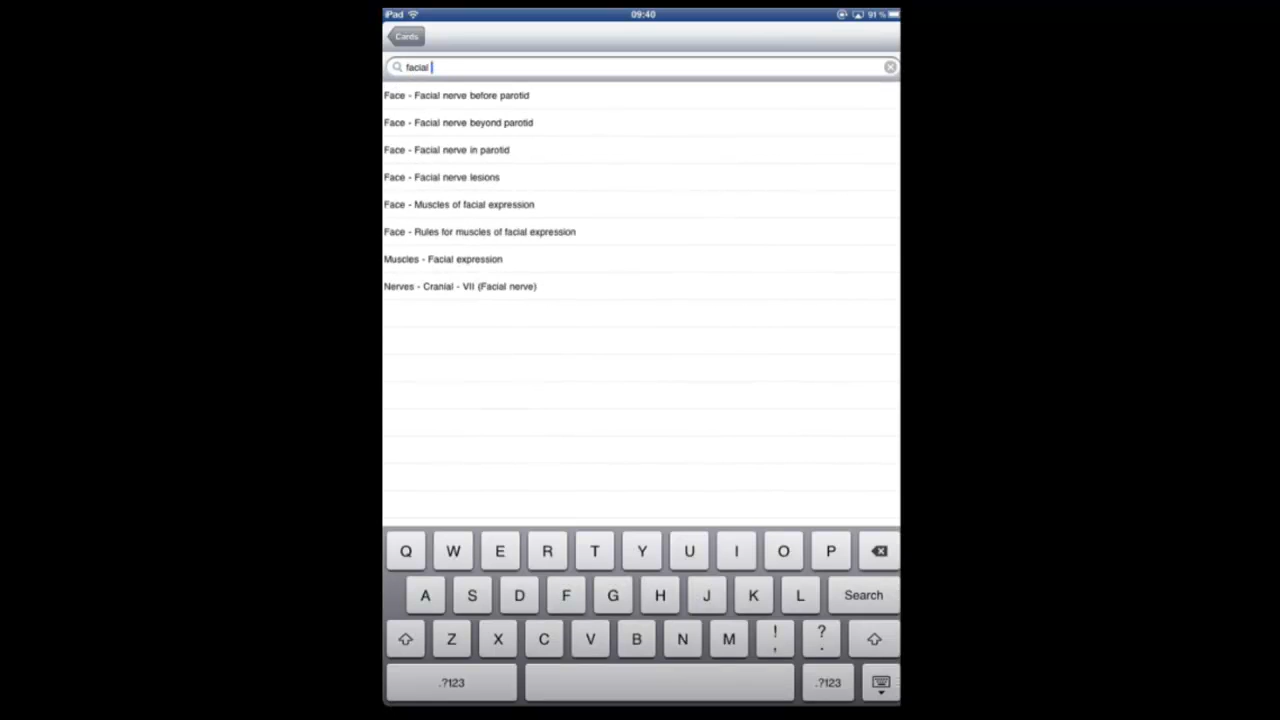 iPad 09:40 91 %
Cards
facial
Face - Facial nerve before parotid
Face - Facial nerve beyond parotid
Face - Facial nerve in parotid
Face - Facial nerve lesions
Face - Muscles of facial expression
Face - Rules for muscles of facial expression
Muscles - Facial expression
Nerves - Cranial - VII (Facial nerve)
Q W E R T Y U I O P
A S D F G H J K L Search
Z X C V B N M ! , ? .
.?123 .?123